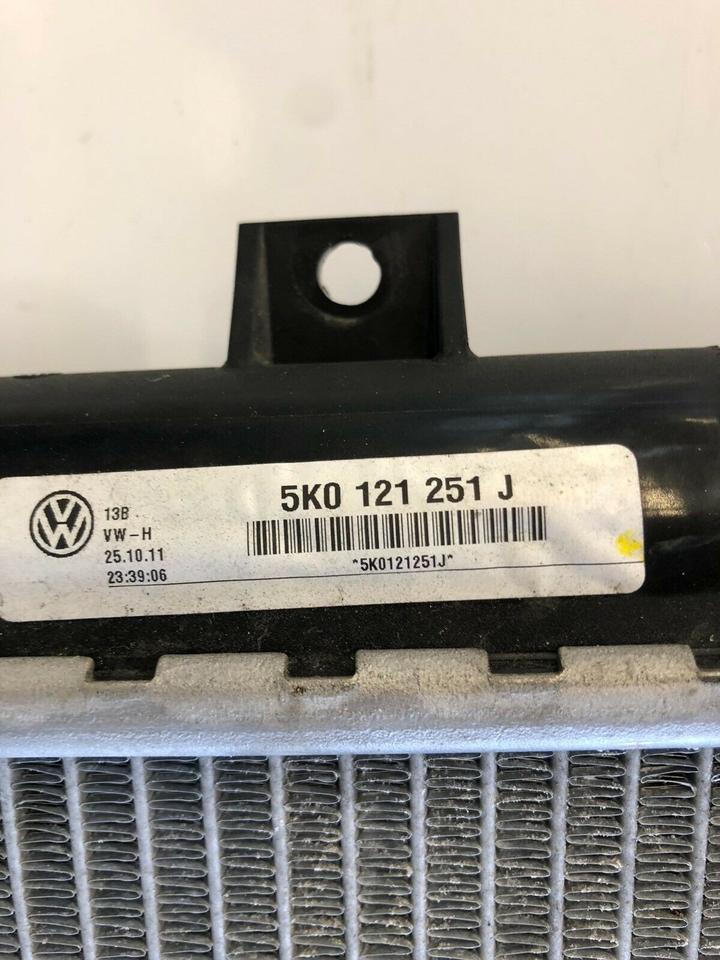 5K0 121 251 J
13B
VW-H
25.10.11
23:39:06
*5K0121251J*